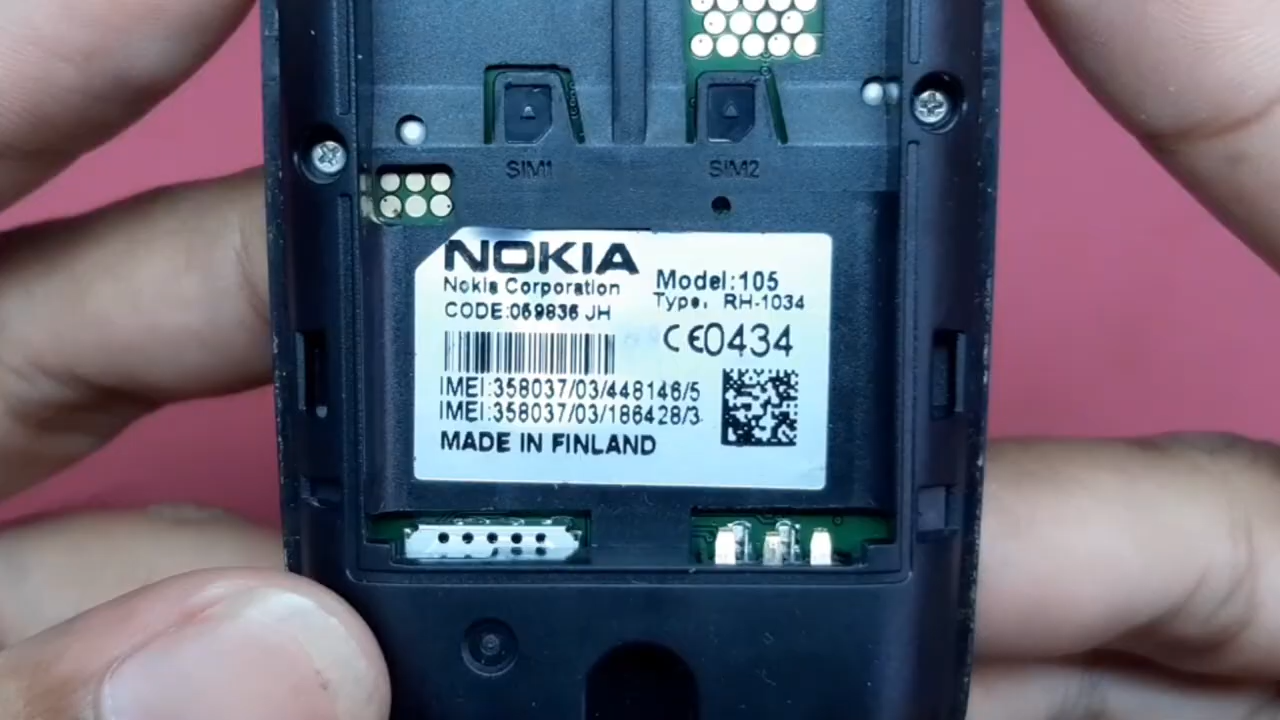 SIM1
SIM2
NOKIA
Nokia Corporation
CODE:059836 JH
Model:105
Type: RH-1034
CE0434
IMEI:358037/03/448146/5
IMEI:358037/03/186428/3
MADE IN FINLAND